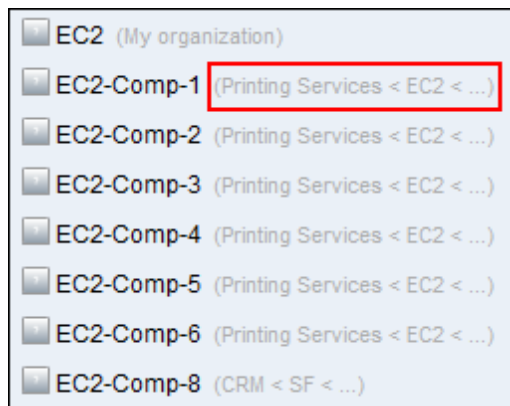 EC2 (My organization)
EC2-Comp-1 (Printing Services < EC2 < ...)
EC2-Comp-2 (Printing Services < EC2 < ...)
EC2-Comp-3 (Printing Services < EC2 < ...)
EC2-Comp-4 (Printing Services < EC2 < ...)
EC2-Comp-5 (Printing Services < EC2 < ...)
EC2-Comp-6 (Printing Services < EC2 < ...)
EC2-Comp-8 (CRM < SF < ...)